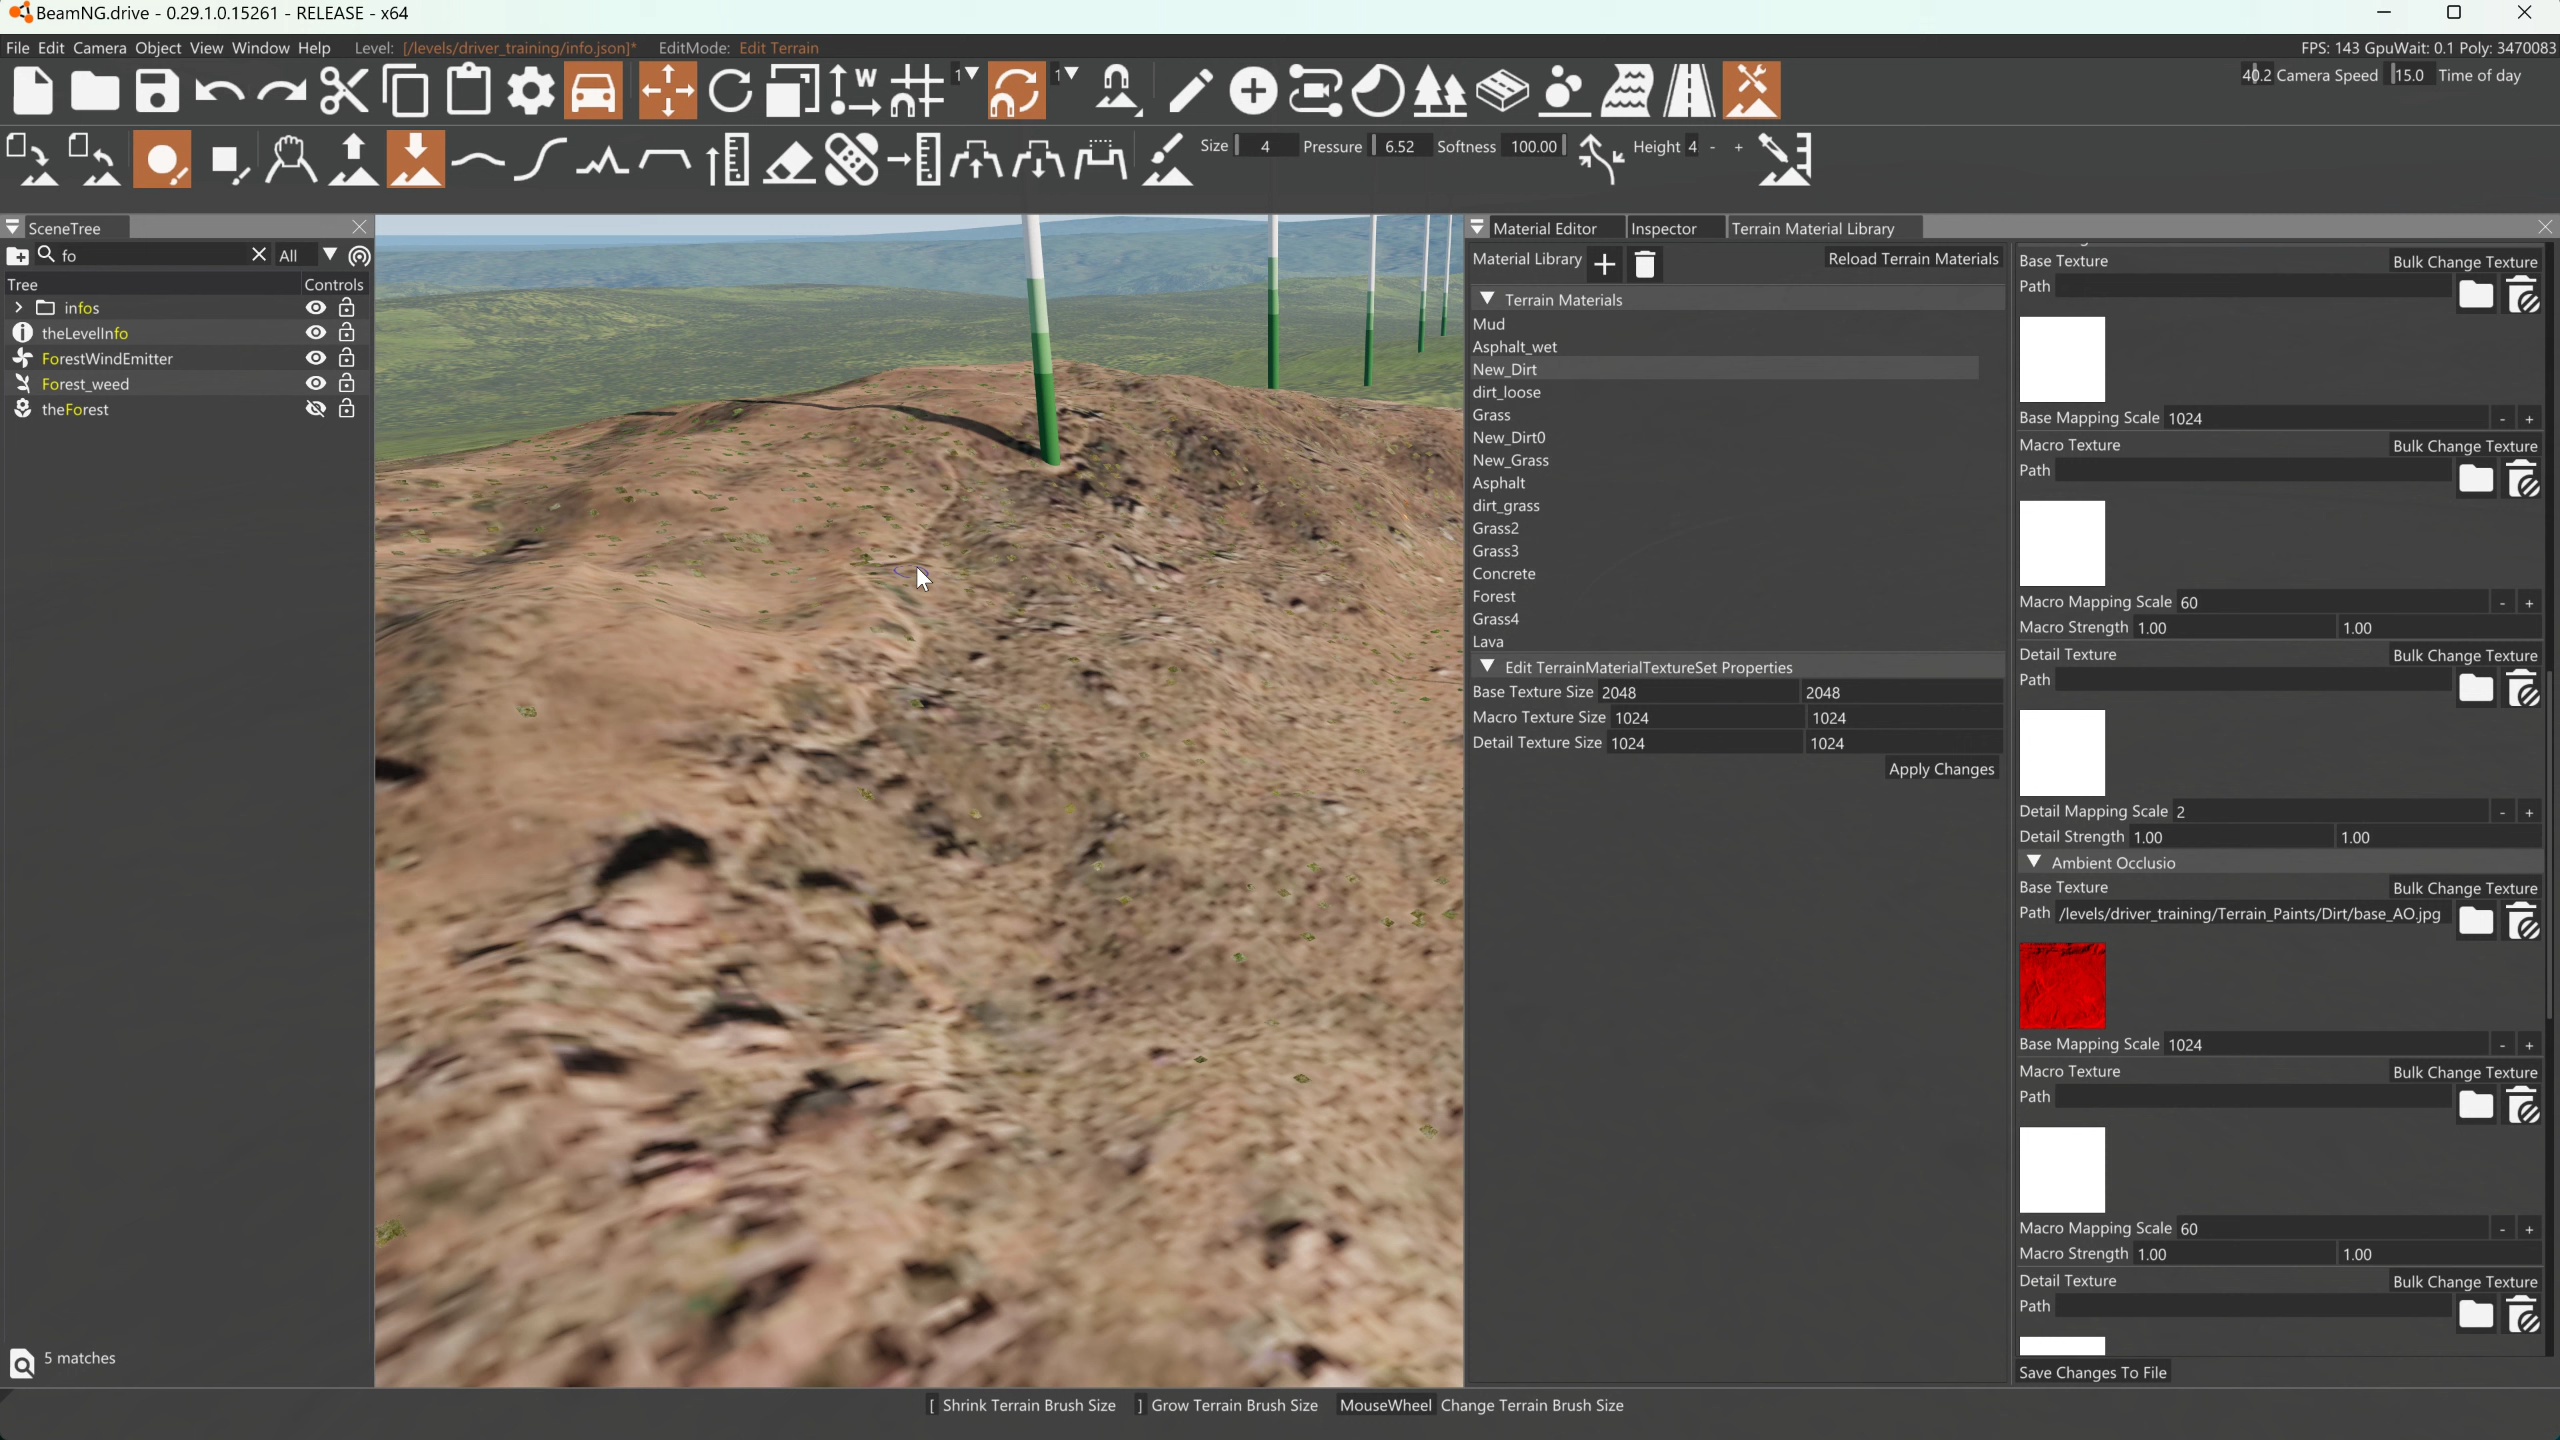 BeamNG.drive - 0.29.1.0.15261 - RELEASE - x64
File Edit Camera Object View Window Help Level: [/levels/driver_training/info.json]* EditMode: Edit Terrain FPS: 143 GpuWait: 0.1 Poly: 3470083
1 1 W 40.2 Camera Speed 15.0 Time of day
Size 4 Pressure 6.52 Softness 100.00 Height 4 - +
SceneTree
fo All
Tree Controls
infos
theLevelInfo
ForestWindEmitter
Forest_weed
theForest
5 matches
Material Editor Inspector Terrain Material Library
Material Library Reload Terrain Materials
Terrain Materials
Mud
Asphalt_wet
New_Dirt
dirt_loose
Grass
New_Dirt0
New_Grass
Asphalt
dirt_grass
Grass2
Grass3
Concrete
Forest
Grass4
Lava
Edit TerrainMaterialTextureSet Properties
Base Texture Size 2048 2048
Macro Texture Size 1024 1024
Detail Texture Size 1024 1024
Apply Changes
Base Texture Bulk Change Texture
Path
Base Mapping Scale 1024 - +
Macro Texture Bulk Change Texture
Path
Macro Mapping Scale 60 - +
Macro Strength 1.00 1.00
Detail Texture Bulk Change Texture
Path
Detail Mapping Scale 2 - +
Detail Strength 1.00 1.00
Ambient Occlusio
Base Texture Bulk Change Texture
Path /levels/driver_training/Terrain_Paints/Dirt/base_AO.jpg
Base Mapping Scale 1024 - +
Macro Texture Bulk Change Texture
Path
Macro Mapping Scale 60 - +
Macro Strength 1.00 1.00
Detail Texture Bulk Change Texture
Path
Save Changes To File
[ Shrink Terrain Brush Size ] Grow Terrain Brush Size MouseWheel Change Terrain Brush Size